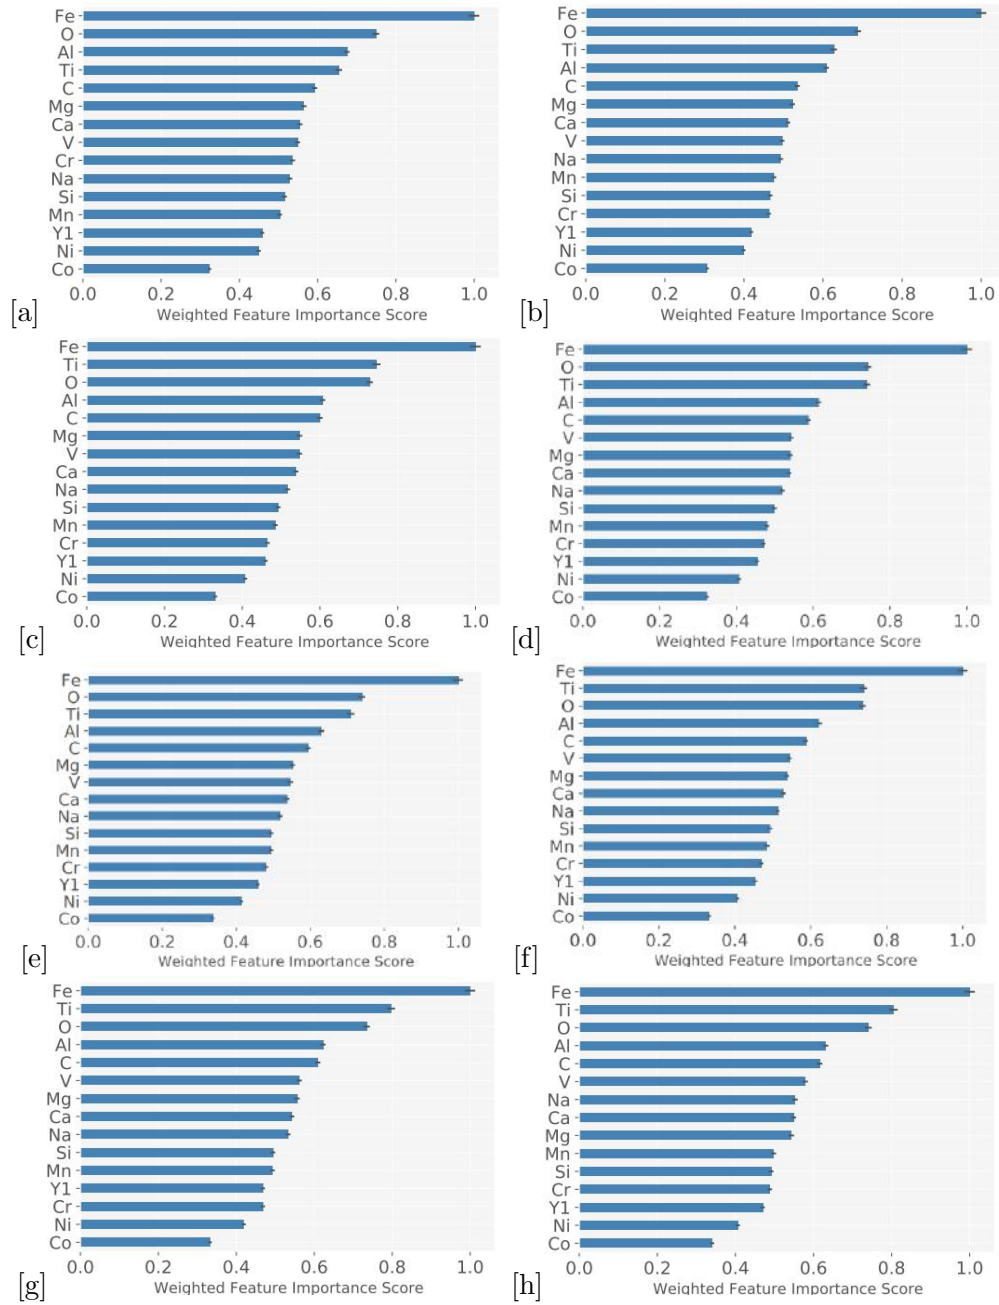 Fe
O
Al
Ti
C
Mg
Ca
V
Cr
Na
Si
Mn
Y1
Ni
Co
0.0 0.2 0.4 0.6 0.8 1.0
Weighted Feature Importance Score
[a]
Fe
O
Ti
Al
C
Mg
Ca
V
Na
Mn
Si
Cr
Y1
Ni
Co
0.0 0.2 0.4 0.6 0.8 1.0
Weighted Feature Importance Score
[b]
Fe
Ti
O
Al
C
Mg
V
Ca
Na
Si
Mn
Cr
Y1
Ni
Co
0.0 0.2 0.4 0.6 0.8 1.0
Weighted Feature Importance Score
[c]
Fe
O
Ti
Al
C
V
Mg
Ca
Na
Si
Mn
Cr
Y1
Ni
Co
0.0 0.2 0.4 0.6 0.8 1.0
Weighted Feature Importance Score
[d]
Fe
O
Ti
Al
C
Mg
V
Ca
Na
Si
Mn
Cr
Y1
Ni
Co
0.0 0.2 0.4 0.6 0.8 1.0
Weighted Feature Importance Score
[e]
Fe
Ti
O
Al
C
V
Mg
Ca
Na
Si
Mn
Cr
Y1
Ni
Co
0.0 0.2 0.4 0.6 0.8 1.0
Weighted Feature Importance Score
[f]
Fe
Ti
O
Al
C
V
Mg
Ca
Na
Si
Mn
Y1
Cr
Ni
Co
0.0 0.2 0.4 0.6 0.8 1.0
Weighted Feature Importance Score
[g]
Fe
Ti
O
Al
C
V
Na
Ca
Mg
Mn
Si
Cr
Y1
Ni
Co
0.0 0.2 0.4 0.6 0.8 1.0
Weighted Feature Importance Score
[h]